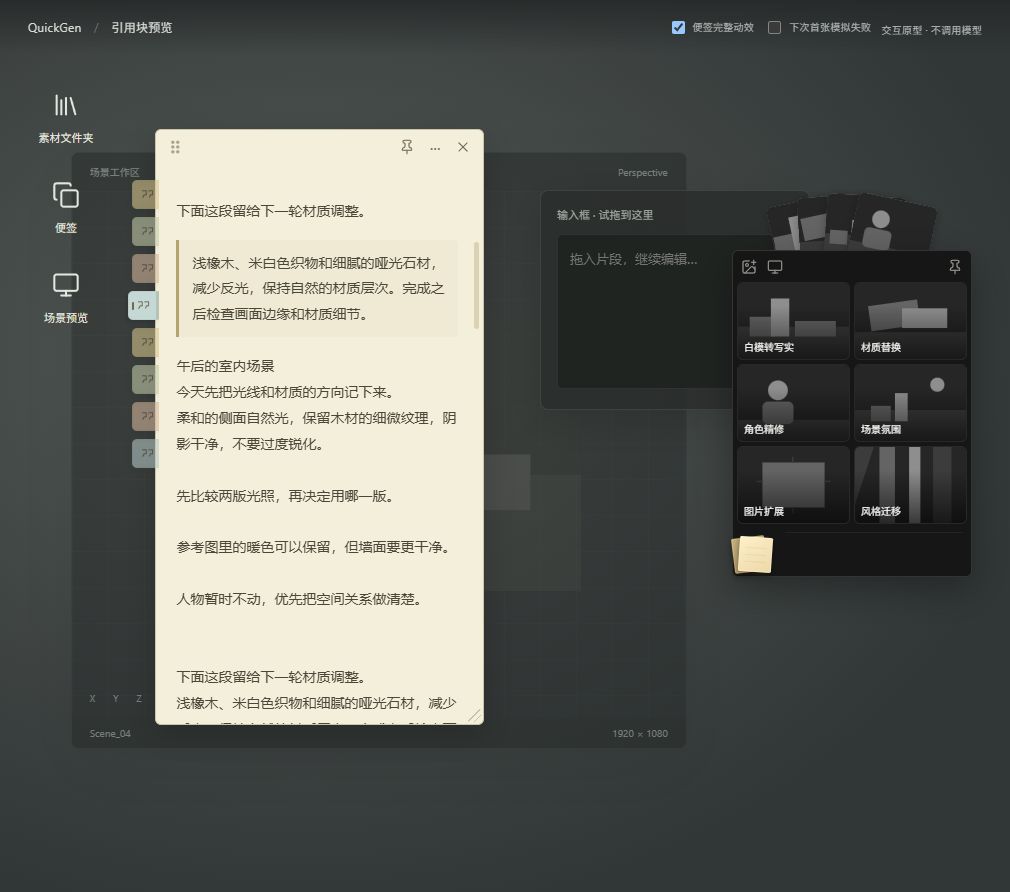 QuickGen / 引用块预览
便签完整动效
下次首张模拟失败
交互原型 · 不调用模型
素材文件夹
便签
场景预览
场景工作区
Perspective
...
下面这段留给下一轮材质调整。
浅橡木、米白色织物和细腻的哑光石材，
减少反光，保持自然的材质层次。完成之
后检查画面边缘和材质细节。
午后的室内场景
今天先把光线和材质的方向记下来。
柔和的侧面自然光，保留木材的细微纹理，阴
影干净，不要过度锐化。
先比较两版光照，再决定用哪一版。
参考图里的暖色可以保留，但墙面要更干净。
人物暂时不动，优先把空间关系做清楚。
下面这段留给下一轮材质调整。
浅橡木、米白色织物和细腻的哑光石材，减少
输入框 · 试拖到这里
拖入片段，继续编辑...
白模转写实
材质替换
角色精修
场景氛围
图片扩展
风格迁移
X Y Z
Scene_04
1920 × 1080